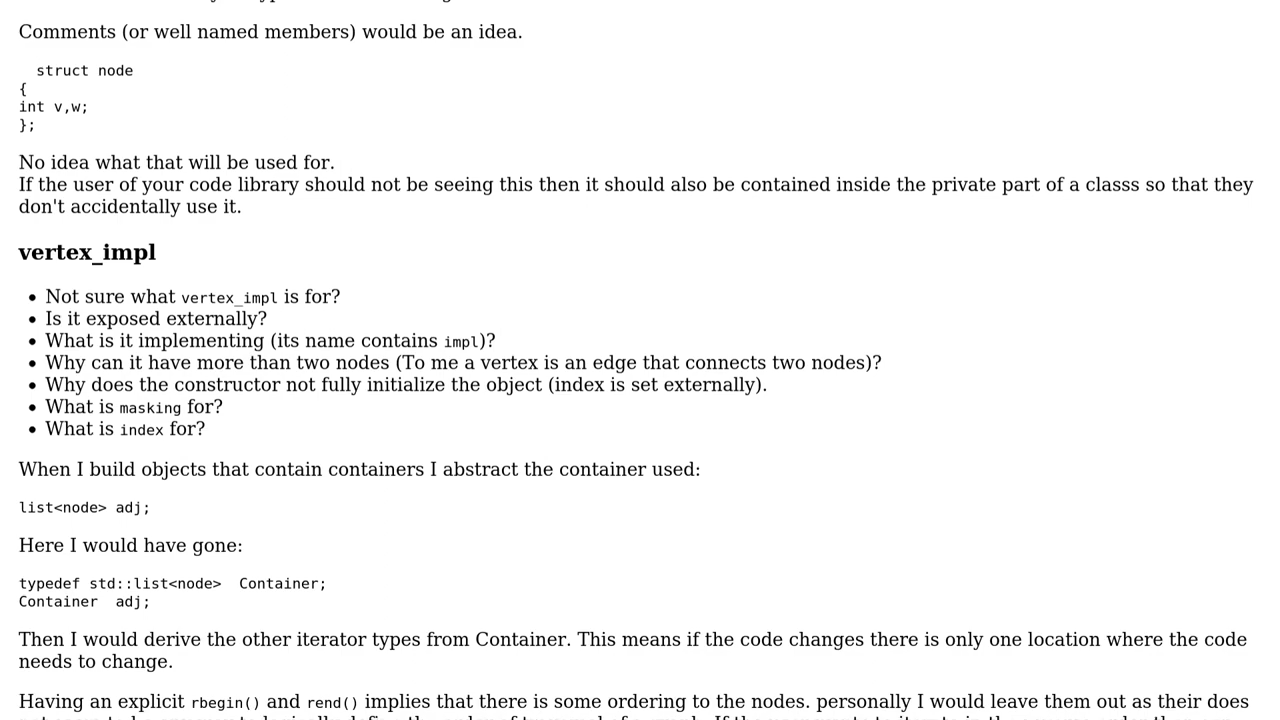 Comments (or well named members) would be an idea.
struct node
{
int v,w;
};
No idea what that will be used for.
If the user of your code library should not be seeing this then it should also be contained inside the private part of a classs so that they
don't accidentally use it.
vertex_impl
• Not sure what vertex_impl is for?
• Is it exposed externally?
• What is it implementing (its name contains impl)?
• Why can it have more than two nodes (To me a vertex is an edge that connects two nodes)?
• Why does the constructor not fully initialize the object (index is set externally).
• What is masking for?
• What is index for?
When I build objects that contain containers I abstract the container used:
list<node> adj;
Here I would have gone:
typedef std::list<node>  Container;
Container  adj;
Then I would derive the other iterator types from Container. This means if the code changes there is only one location where the code
needs to change.
Having an explicit rbegin() and rend() implies that there is some ordering to the nodes. personally I would leave them out as their does